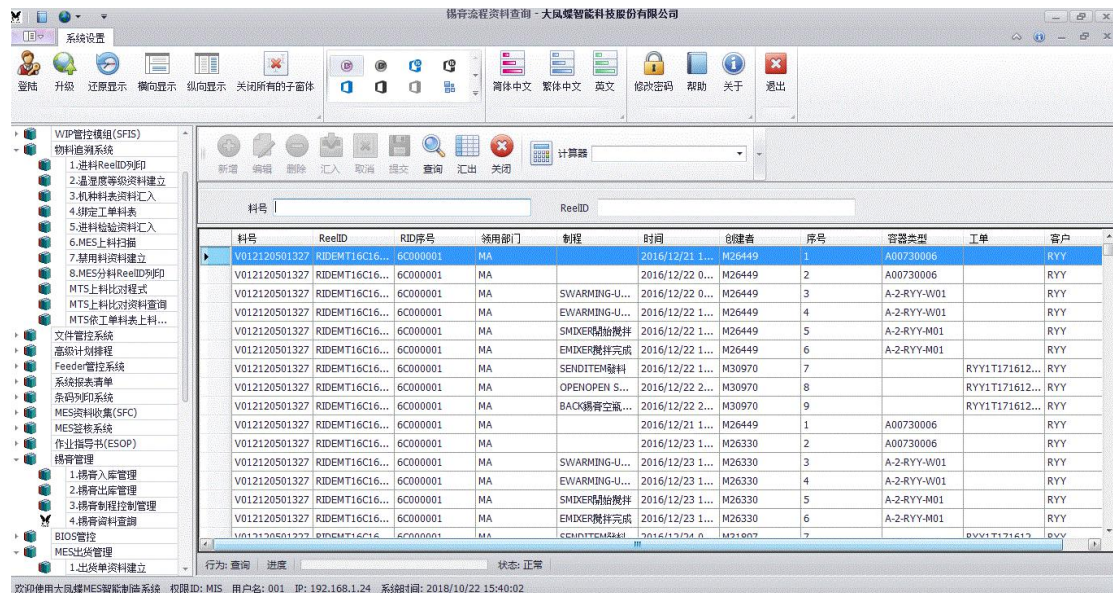 锡膏流程资料查询 - 大凤蝶智能科技股份有限公司
系统设置
登陆 升级 还原显示 横向显示 纵向显示 关闭所有的子窗体 简体中文 繁体中文 英文 修改密码 帮助 关于 退出
WIP管控模组(SFIS)
物料追溯系统
1.进料ReelID列印
2.温湿度等级资料建立
3.机种料表资料汇入
4.绑定工单料表
5.进料检验资料汇入
6.MES上料扫描
7.禁用料资料建立
8.MES分料ReelID列印
MTS上料比对程式
MTS上料比对资料查询
MTS依工单料表上料...
文件管控系统
高级计划排程
Feeder管控系统
系统报表清单
条码列印系统
MES资料收集(SFC)
MES签核系统
作业指导书(ESOP)
锡膏管理
1.锡膏入库管理
2.锡膏出库管理
3.锡膏制程控制管理
4.锡膏资料查询
BIOS管控
MES出货管理
1.出货单资料建立
新增 编辑 删除 汇入 取消 提交 查询 汇出 关闭 计算器
料号 ReelID
料号 ReelID RID序号 领用部门 制程 时间 创建者 序号 容器类型 工单 客户
V012120501327 RIDEMT16C16... 6C000001 MA 2016/12/21 1... M26449 1 A00730006 RYY
V012120501327 RIDEMT16C16... 6C000001 MA 2016/12/22 0... M26449 2 A00730006 RYY
V012120501327 RIDEMT16C16... 6C000001 MA SWARMING-U... 2016/12/22 0... M26449 3 A-2-RYY-W01 RYY
V012120501327 RIDEMT16C16... 6C000001 MA EWARMING-U... 2016/12/22 1... M26449 4 A-2-RYY-W01 RYY
V012120501327 RIDEMT16C16... 6C000001 MA SMIXER開始攪拌 2016/12/22 1... M26449 5 A-2-RYY-M01 RYY
V012120501327 RIDEMT16C16... 6C000001 MA EMIXER攪拌完成 2016/12/22 1... M26449 6 A-2-RYY-M01 RYY
V012120501327 RIDEMT16C16... 6C000001 MA SENDITEM發料 2016/12/22 1... M30970 7 RYY1T171612... RYY
V012120501327 RIDEMT16C16... 6C000001 MA OPENOPEN S... 2016/12/22 2... M30970 8 RYY1T171612... RYY
V012120501327 RIDEMT16C16... 6C000001 MA BACK錫膏空瓶... 2016/12/22 2... M30970 9 RYY1T171612... RYY
V012120501327 RIDEMT16C16... 6C000001 MA 2016/12/21 1... M26449 1 A00730006 RYY
V012120501327 RIDEMT16C16... 6C000001 MA 2016/12/23 1... M26330 2 A00730006 RYY
V012120501327 RIDEMT16C16... 6C000001 MA SWARMING-U... 2016/12/23 1... M26330 3 A-2-RYY-W01 RYY
V012120501327 RIDEMT16C16... 6C000001 MA EWARMING-U... 2016/12/23 1... M26330 4 A-2-RYY-W01 RYY
V012120501327 RIDEMT16C16... 6C000001 MA SMIXER開始攪拌 2016/12/23 1... M26330 5 A-2-RYY-M01 RYY
V012120501327 RIDEMT16C16... 6C000001 MA EMIXER攪拌完成 2016/12/23 1... M26330 6 A-2-RYY-M01 RYY
V012120501327 RIDEMT16C16... 6C000001 MA SENDITEM發料 2016/12/24 0... M31807 7 RYY1T171612... RYY
行为: 查询 进度 状态: 正常
欢迎使用大凤蝶MES智能制造系统 权限ID: MIS 用户名: 001 IP: 192.168.1.24 系统时间: 2018/10/22 15:40:02